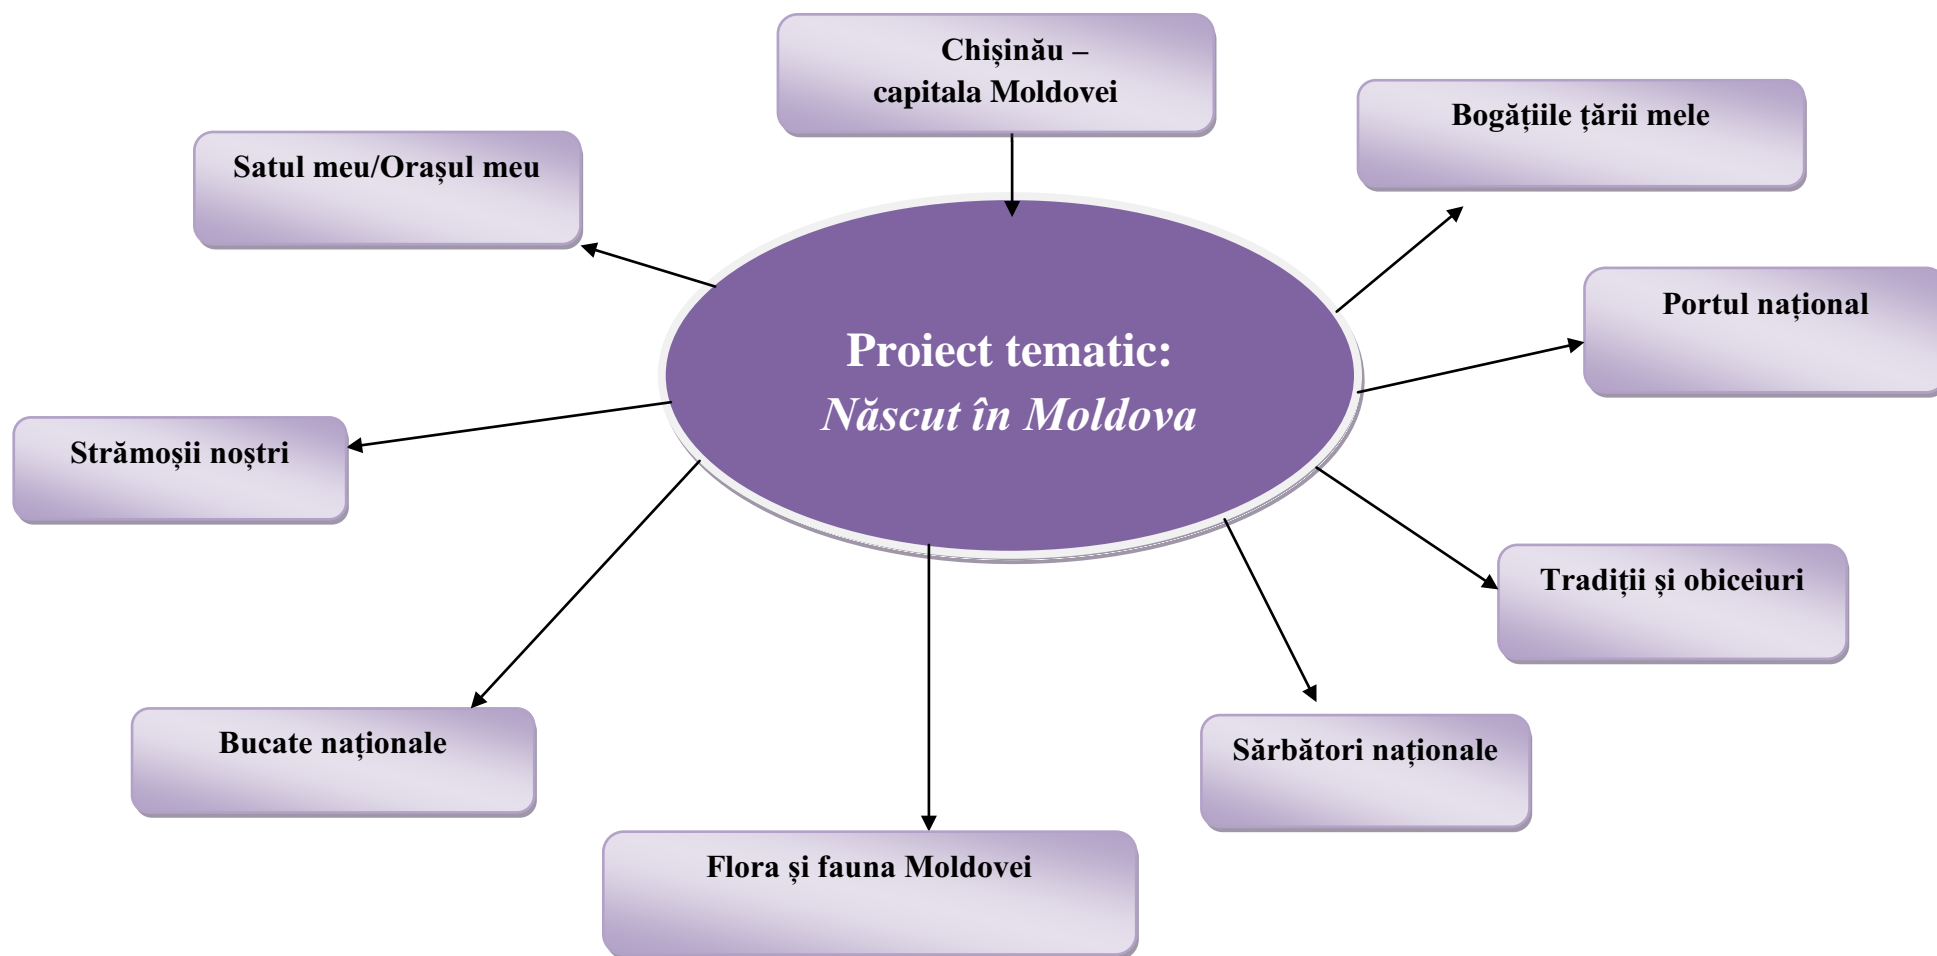 Chișinău –
capitala Moldovei
Bogățiile țării mele
Satul meu/Orașul meu
Portul național
Proiect tematic:
Născut în Moldova
Strămoșii noștri
Tradiții și obiceiuri
Bucate naționale
Sărbători naționale
Flora și fauna Moldovei